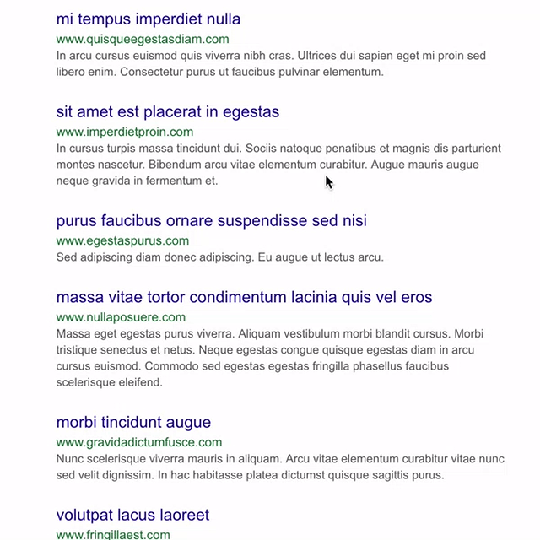 mi tempus imperdiet nulla
www.quisqueegestasdiam.com
In arcu cursus euismod quis viverra nibh cras. Ultrices dui sapien eget mi proin sed
libero enim. Consectetur purus ut faucibus pulvinar elementum.
sit amet est placerat in egestas
www.imperdietproin.com
In cursus turpis massa tincidunt dui. Sociis natoque penatibus et magnis dis parturient
montes nascetur. Bibendum arcu vitae elementum curabitur. Augue mauris augue
neque gravida in fermentum et.
purus faucibus ornare suspendisse sed nisi
www.egestaspurus.com
Sed adipiscing diam donec adipiscing. Eu augue ut lectus arcu.
massa vitae tortor condimentum lacinia quis vel eros
www.nullaposuere.com
Massa eget egestas purus viverra. Aliquam vestibulum morbi blandit cursus. Morbi
tristique senectus et netus. Neque egestas congue quisque egestas diam in arcu
cursus euismod. Commodo sed egestas egestas fringilla phasellus faucibus
scelerisque eleifend.
morbi tincidunt augue
www.gravidadictumfusce.com
Nunc scelerisque viverra mauris in aliquam. Arcu vitae elementum curabitur vitae nunc
sed velit dignissim. In hac habitasse platea dictumst quisque sagittis purus.
volutpat lacus laoreet
www.fringillaest.com